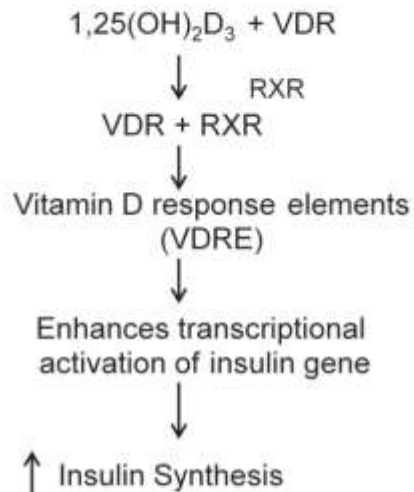 1,25(OH)₂D₃ + VDR
RXR
VDR + RXR
Vitamin D response elements
(VDRE)
Enhances transcriptional
activation of insulin gene
↑ Insulin Synthesis